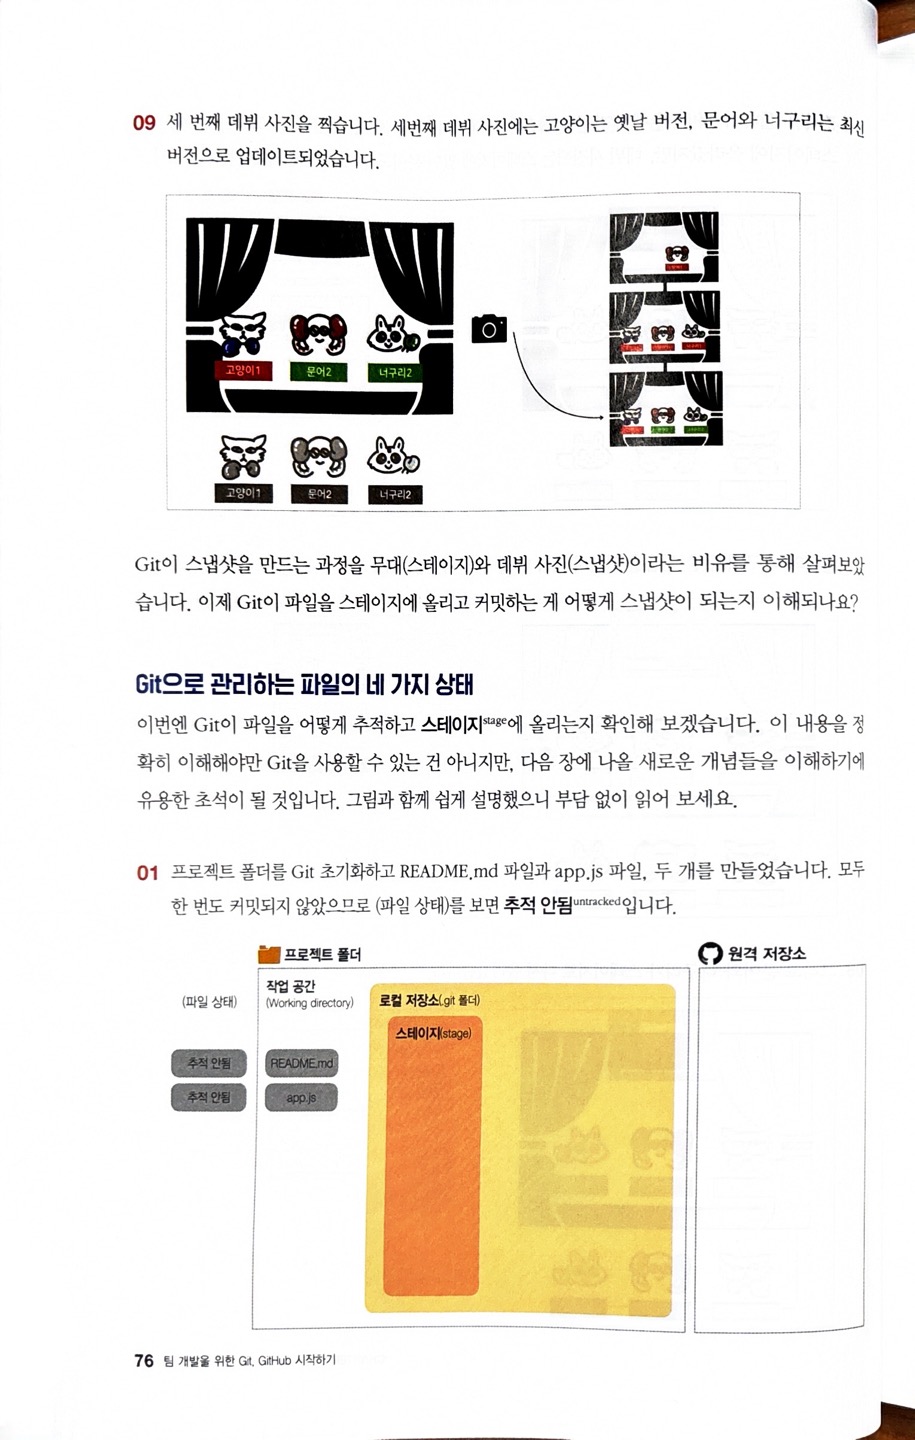 09 세 번째 데뷔 사진을 찍습니다. 세번째 데뷔 사진에는 고양이는 옛날 버전, 문어와 너구리는 최신
버전으로 업데이트되었습니다.
고양이1 문어2 너구리2
고양이1 문어2 너구리2
Git이 스냅샷을 만드는 과정을 무대(스테이지)와 데뷔 사진(스냅샷)이라는 비유를 통해 살펴보았
습니다. 이제 Git이 파일을 스테이지에 올리고 커밋하는 게 어떻게 스냅샷이 되는지 이해되나요?
Git으로 관리하는 파일의 네 가지 상태
이번엔 Git이 파일을 어떻게 추적하고 스테이지stage에 올리는지 확인해 보겠습니다. 이 내용을 정
확히 이해해야만 Git을 사용할 수 있는 건 아니지만, 다음 장에 나올 새로운 개념들을 이해하기에
유용한 초석이 될 것입니다. 그림과 함께 쉽게 설명했으니 부담 없이 읽어 보세요.
01 프로젝트 폴더를 Git 초기화하고 README.md 파일과 app.js 파일, 두 개를 만들었습니다. 모두
한 번도 커밋되지 않았으므로 (파일 상태)를 보면 추적 안됨untracked입니다.
프로젝트 폴더 원격 저장소
작업 공간
(파일 상태) (Working directory) 로컬 저장소(.git 폴더)
스테이지(stage)
추적 안됨 README.md
추적 안됨 app.js
76 팀 개발을 위한 Git, GitHub 시작하기